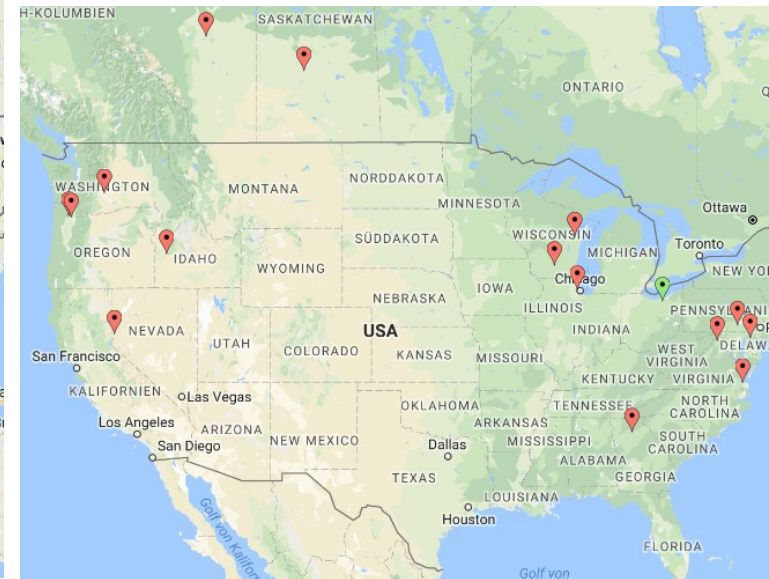 H-KOLUMBIEN
SASKATCHEWAN
ONTARIO
WASHINGTON
MONTANA
NORDDAKOTA
MINNESOTA
Ottawa
WISCONSIN
SÜDDAKOTA
MICHIGAN
Toronto
OREGON
IDAHO
WYOMING
NEW YO
IOWA
Chicago
NEBRASKA
ILLINOIS
PENNSYLVANI
INDIANA
NEVADA
USA
DELAW
UTAH
COLORADO
KANSAS
MISSOURI
WEST
VIRGINIA
San Francisco
KENTUCKY
VIRGINIA
KALIFORNIEN
Las Vegas
OKLAHOMA
TENNESSEE
NORTH
CAROLINA
Los Angeles
ARIZONA
NEW MEXICO
ARKANSAS
MISSISSIPPI
SOUTH
CAROLINA
San Diego
Dallas
ALABAMA
GEORGIA
TEXAS
LOUISIANA
Houston
FLORIDA
Golf von Kalifor
Golf von